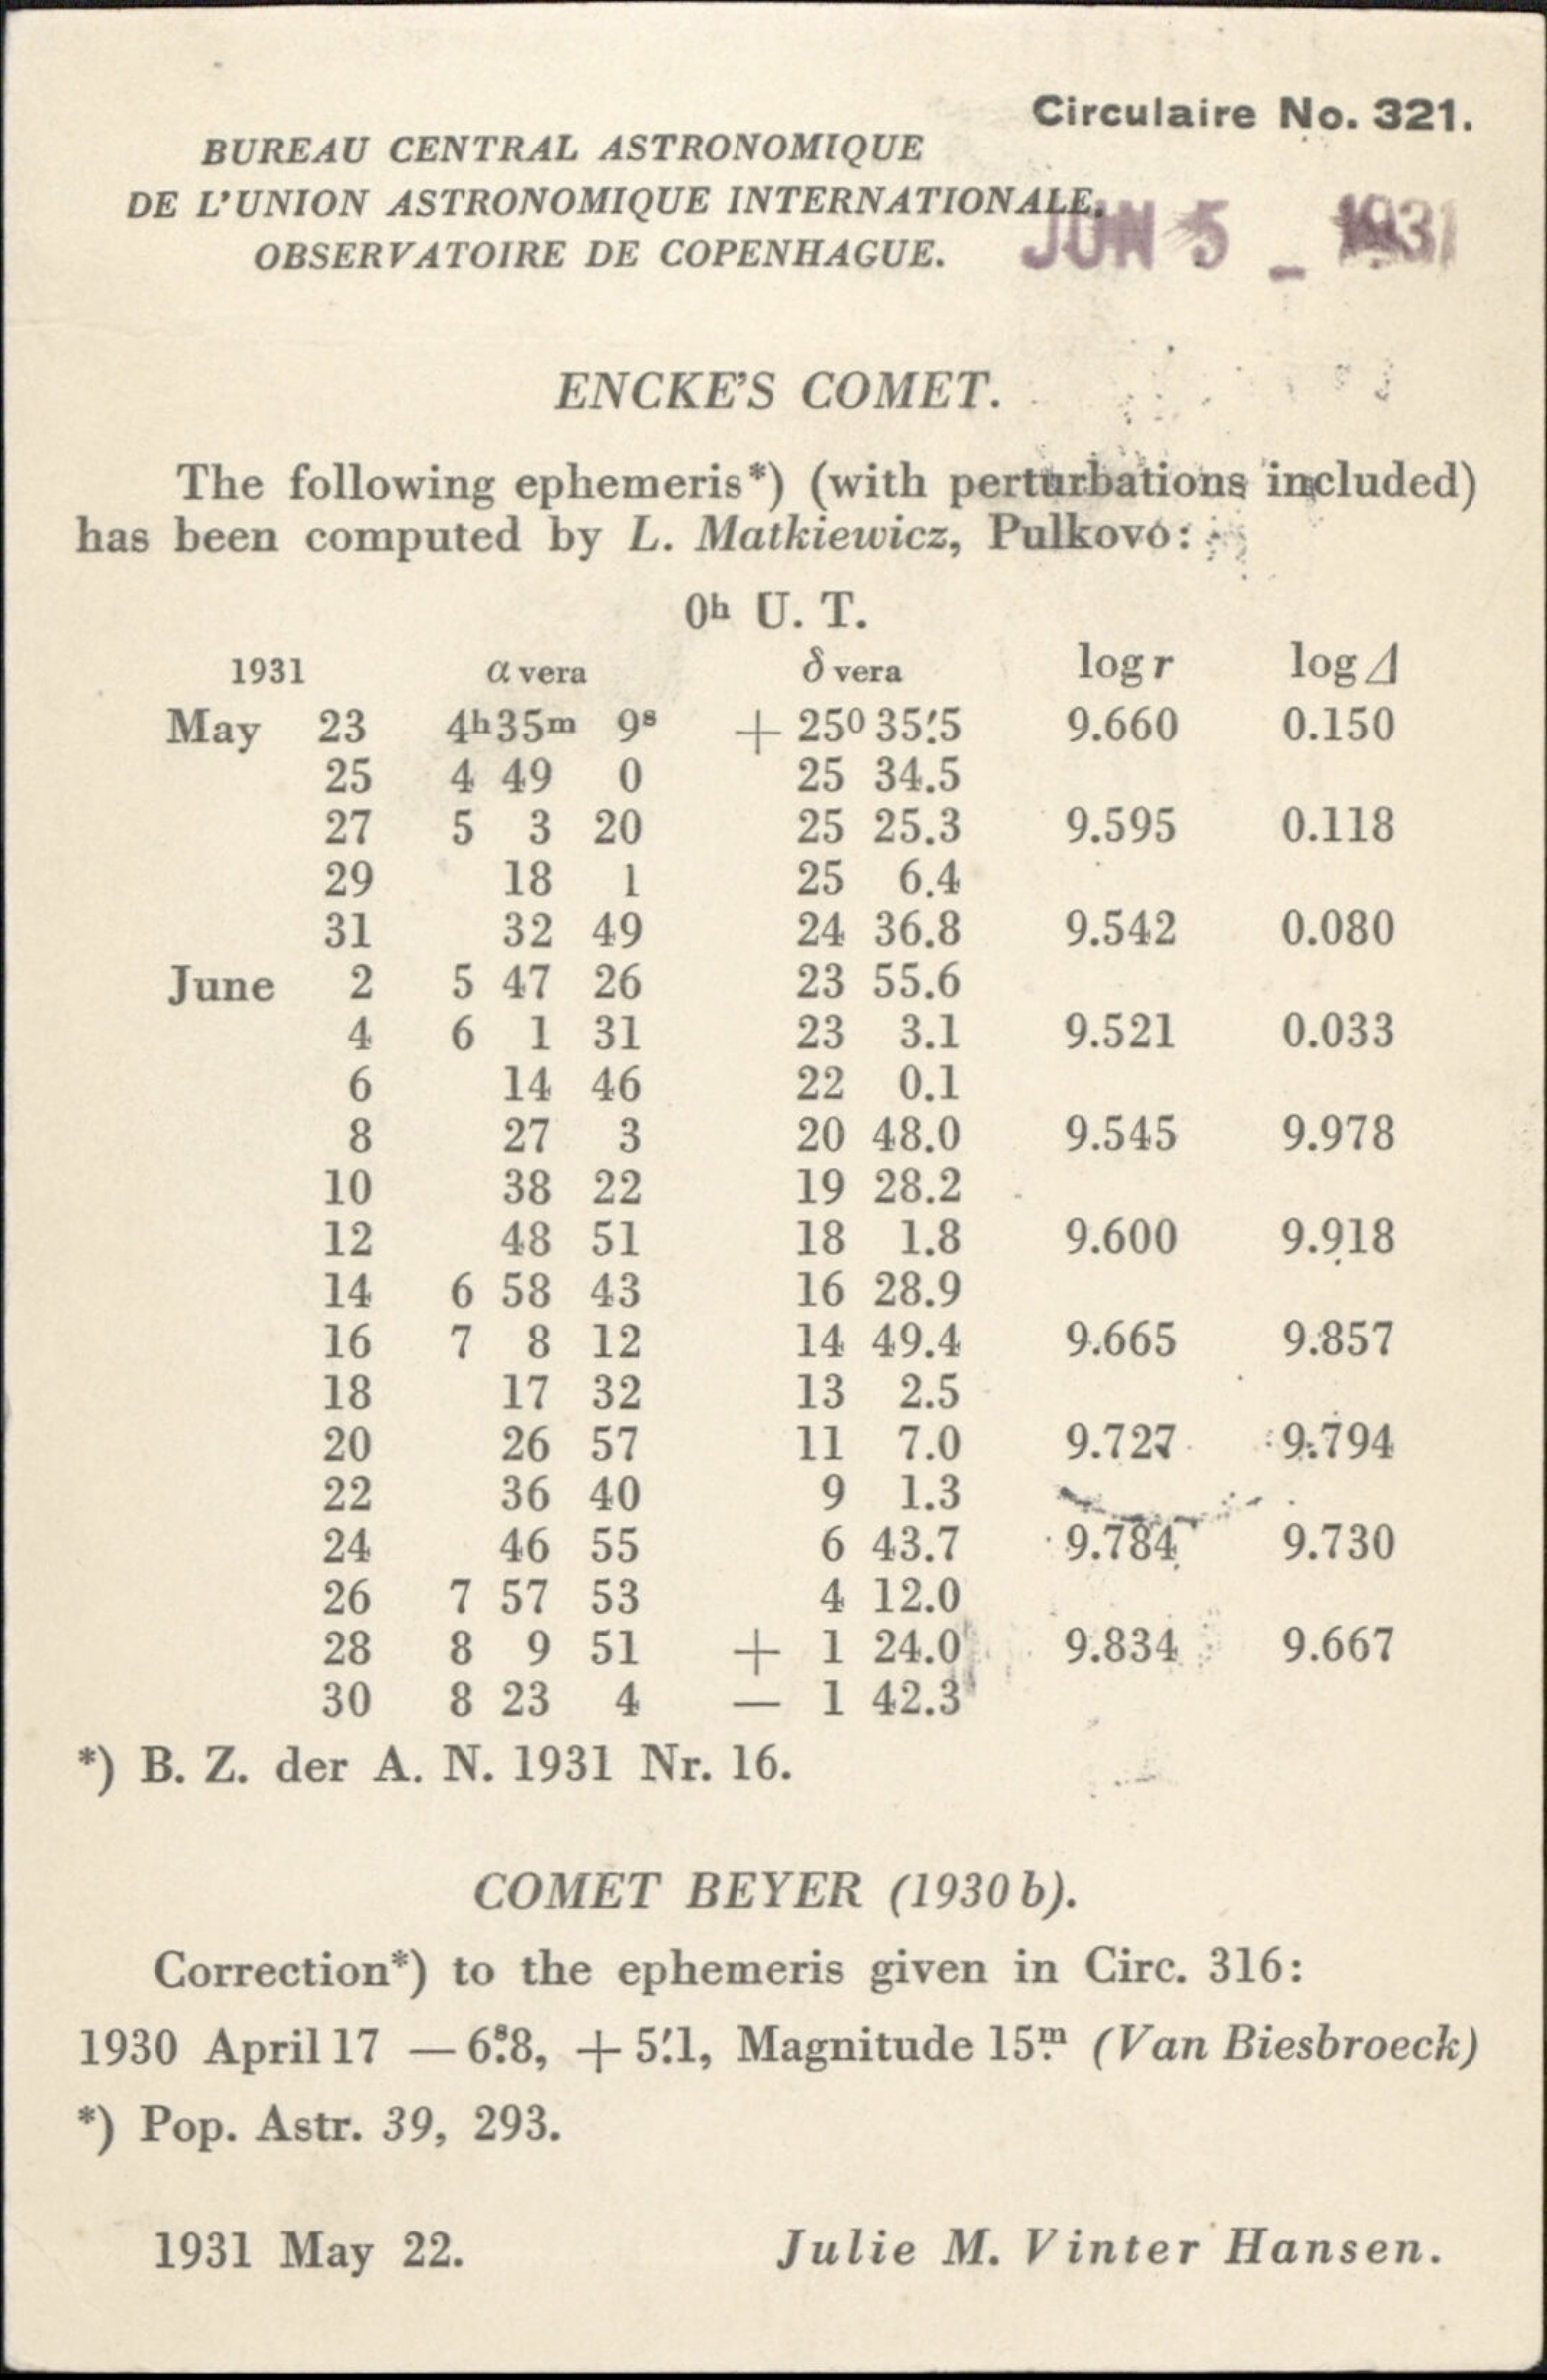 Circulaire No. 321.
BUREAU CENTRAL ASTRONOMIQUE
DE L'UNION ASTRONOMIQUE INTERNATIONALE.
OBSERVATOIRE DE COPENHAGUE.
JUN 5 _ 1931
ENCKE'S COMET.
The following ephemeris*) (with perturbations included)
has been computed by L. Matkiewicz, Pulkovo:
0h U. T.
1931 α vera δ vera log r log Δ
May 23 4h35m 9s + 25° 35′.5 9.660 0.150
25 4 49 0 25 34.5
27 5 3 20 25 25.3 9.595 0.118
29 18 1 25 6.4
31 32 49 24 36.8 9.542 0.080
June 2 5 47 26 23 55.6
4 6 1 31 23 3.1 9.521 0.033
6 14 46 22 0.1
8 27 3 20 48.0 9.545 9.978
10 38 22 19 28.2
12 48 51 18 1.8 9.600 9.918
14 6 58 43 16 28.9
16 7 8 12 14 49.4 9.665 9.857
18 17 32 13 2.5
20 26 57 11 7.0 9.727 9.794
22 36 40 9 1.3
24 46 55 6 43.7 9.784 9.730
26 7 57 53 4 12.0
28 8 9 51 + 1 24.0 9.834 9.667
30 8 23 4 — 1 42.3
*) B. Z. der A. N. 1931 Nr. 16.
COMET BEYER (1930 b).
Correction*) to the ephemeris given in Circ. 316:
1930 April 17 — 6s.8, + 5′.1, Magnitude 15m. (Van Biesbroeck)
*) Pop. Astr. 39, 293.
1931 May 22. Julie M. Vinter Hansen.